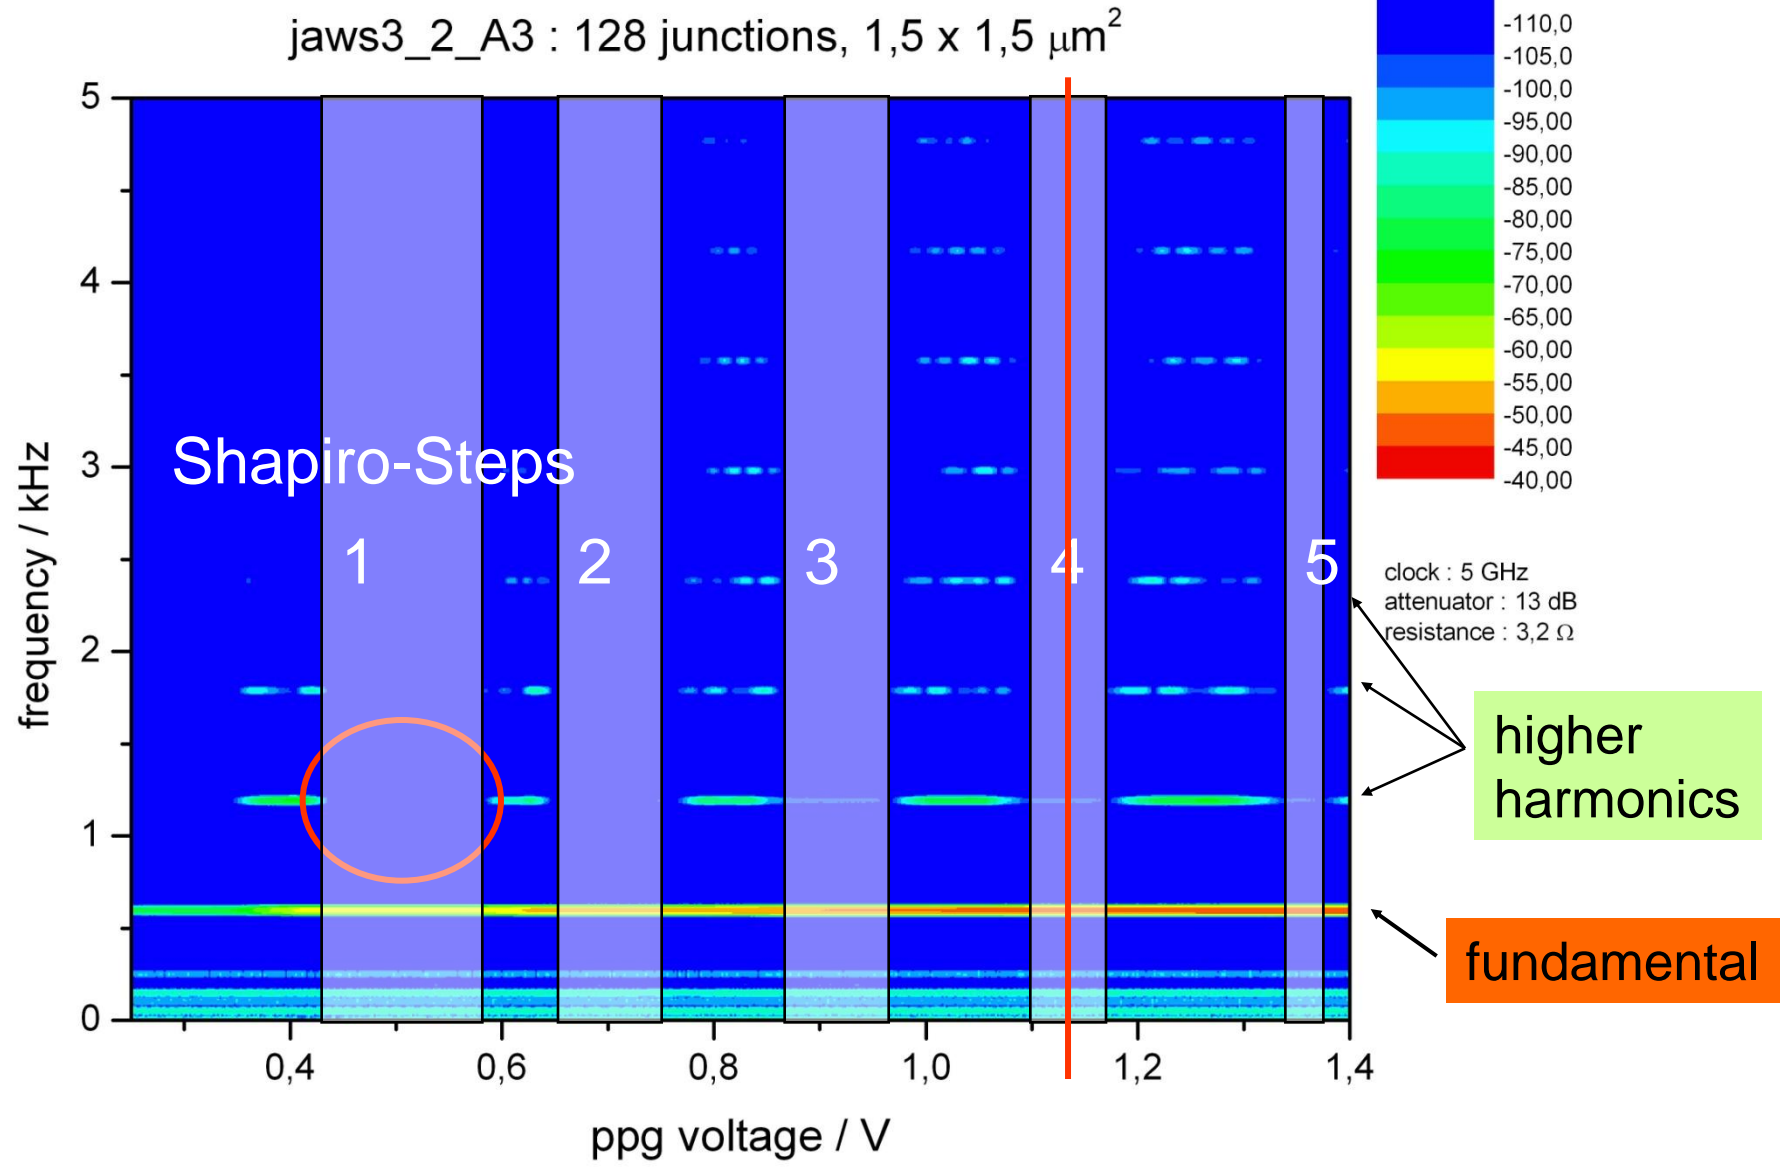 jaws3_2_A3 : 128 junctions, 1,5 x 1,5 μm²
-110,0
-105,0
-100,0
-95,00
-90,00
-85,00
-80,00
-75,00
-70,00
-65,00
-60,00
-55,00
-50,00
-45,00
-40,00
5
4
3
2
1
0
frequency / kHz
Shapiro-Steps
1 2 3 4 5
clock : 5 GHz
attenuator : 13 dB
resistance : 3,2 Ω
higher
harmonics
fundamental
0,4 0,6 0,8 1,0 1,2 1,4
ppg voltage / V